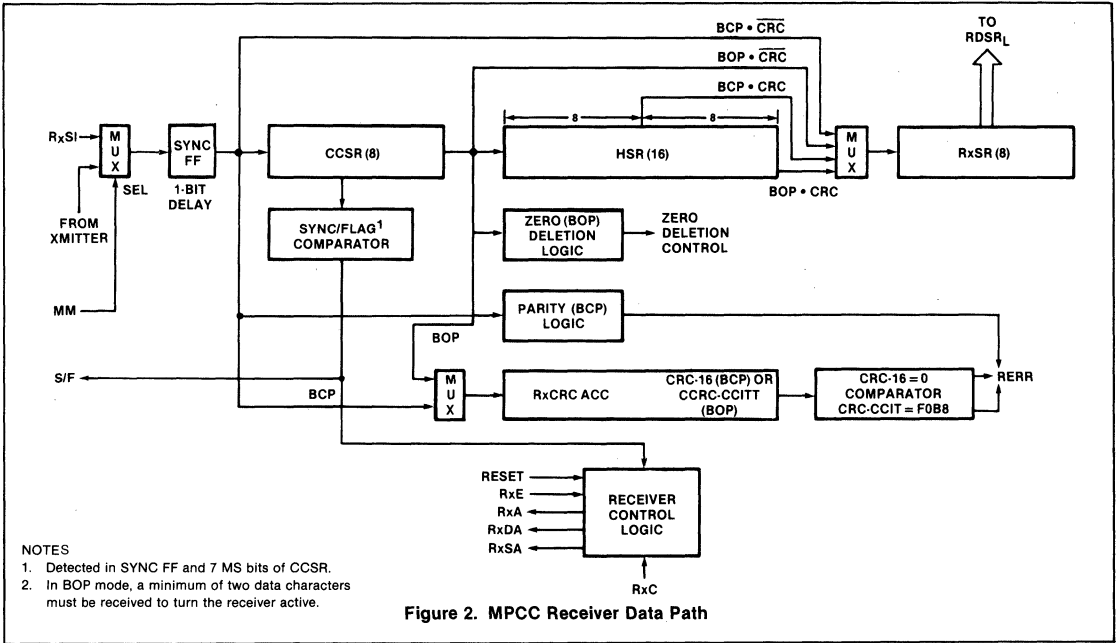 BCP • CRC
BOP • CRC
BCP • CRC
TO
RDSRL
8
8
RxSI
MUX
SEL
SYNC
FF
1-BIT
DELAY
CCSR (8)
HSR (16)
MUX
RxSR (8)
BOP • CRC
FROM
XMITTER
SYNC/FLAG1
COMPARATOR
ZERO (BOP)
DELETION
LOGIC
ZERO
DELETION
CONTROL
MM
PARITY (BCP)
LOGIC
BOP
S/F
BCP
MUX
RxCRC ACC
CRC-16 (BCP) OR
CCRC-CCITT
(BOP)
CRC-16 = 0
COMPARATOR
CRC-CCIT = F0B8
RERR
RESET
RxE
RxA
RxDA
RxSA
RECEIVER
CONTROL
LOGIC
RxC
NOTES
1. Detected in SYNC FF and 7 MS bits of CCSR.
2. In BOP mode, a minimum of two data characters
must be received to turn the receiver active.
Figure 2. MPCC Receiver Data Path